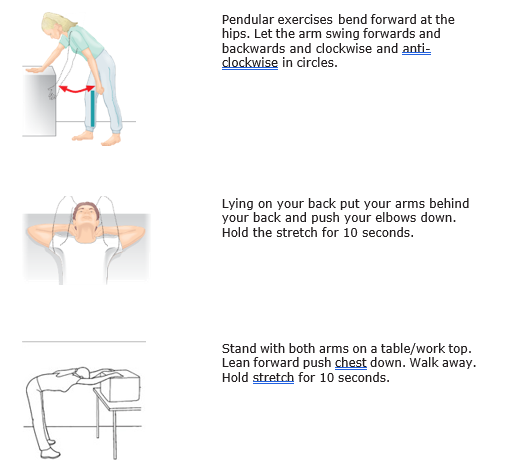 Pendular exercises bend forward at the
hips. Let the arm swing forwards and
backwards and clockwise and anti-
clockwise in circles.
Lying on your back put your arms behind
your back and push your elbows down.
Hold the stretch for 10 seconds.
Stand with both arms on a table/work top.
Lean forward push chest down. Walk away.
Hold stretch for 10 seconds.